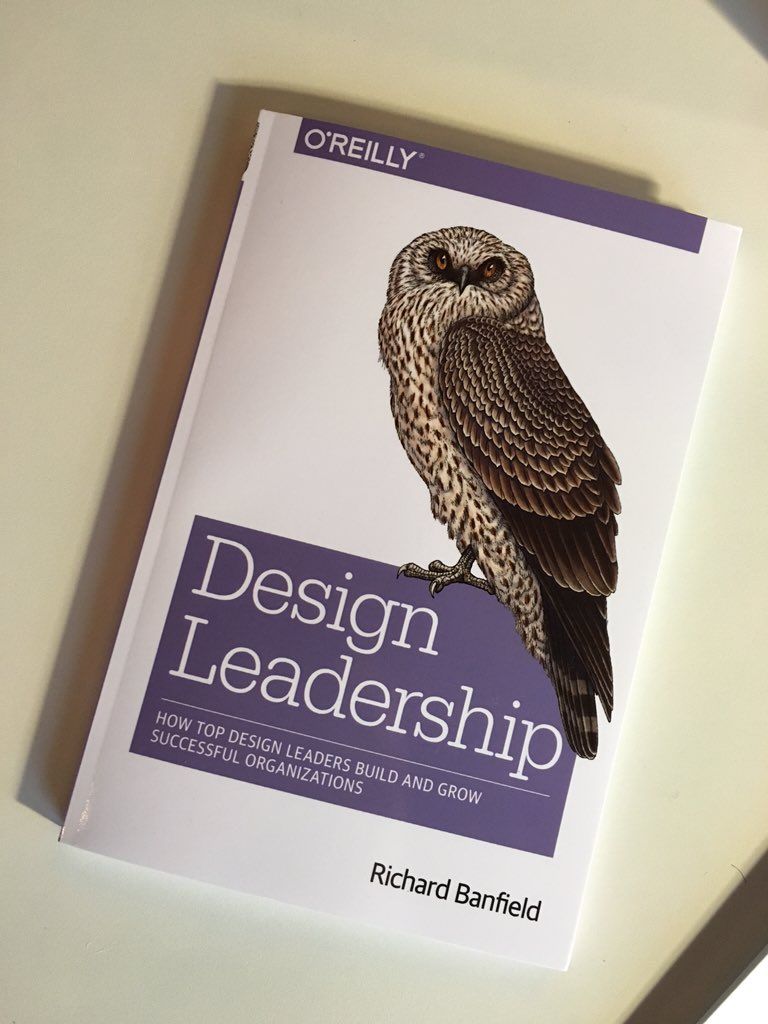 O'REILLY®
Design
Leadership
HOW TOP DESIGN LEADERS BUILD AND GROW
SUCCESSFUL ORGANIZATIONS
Richard Banfield